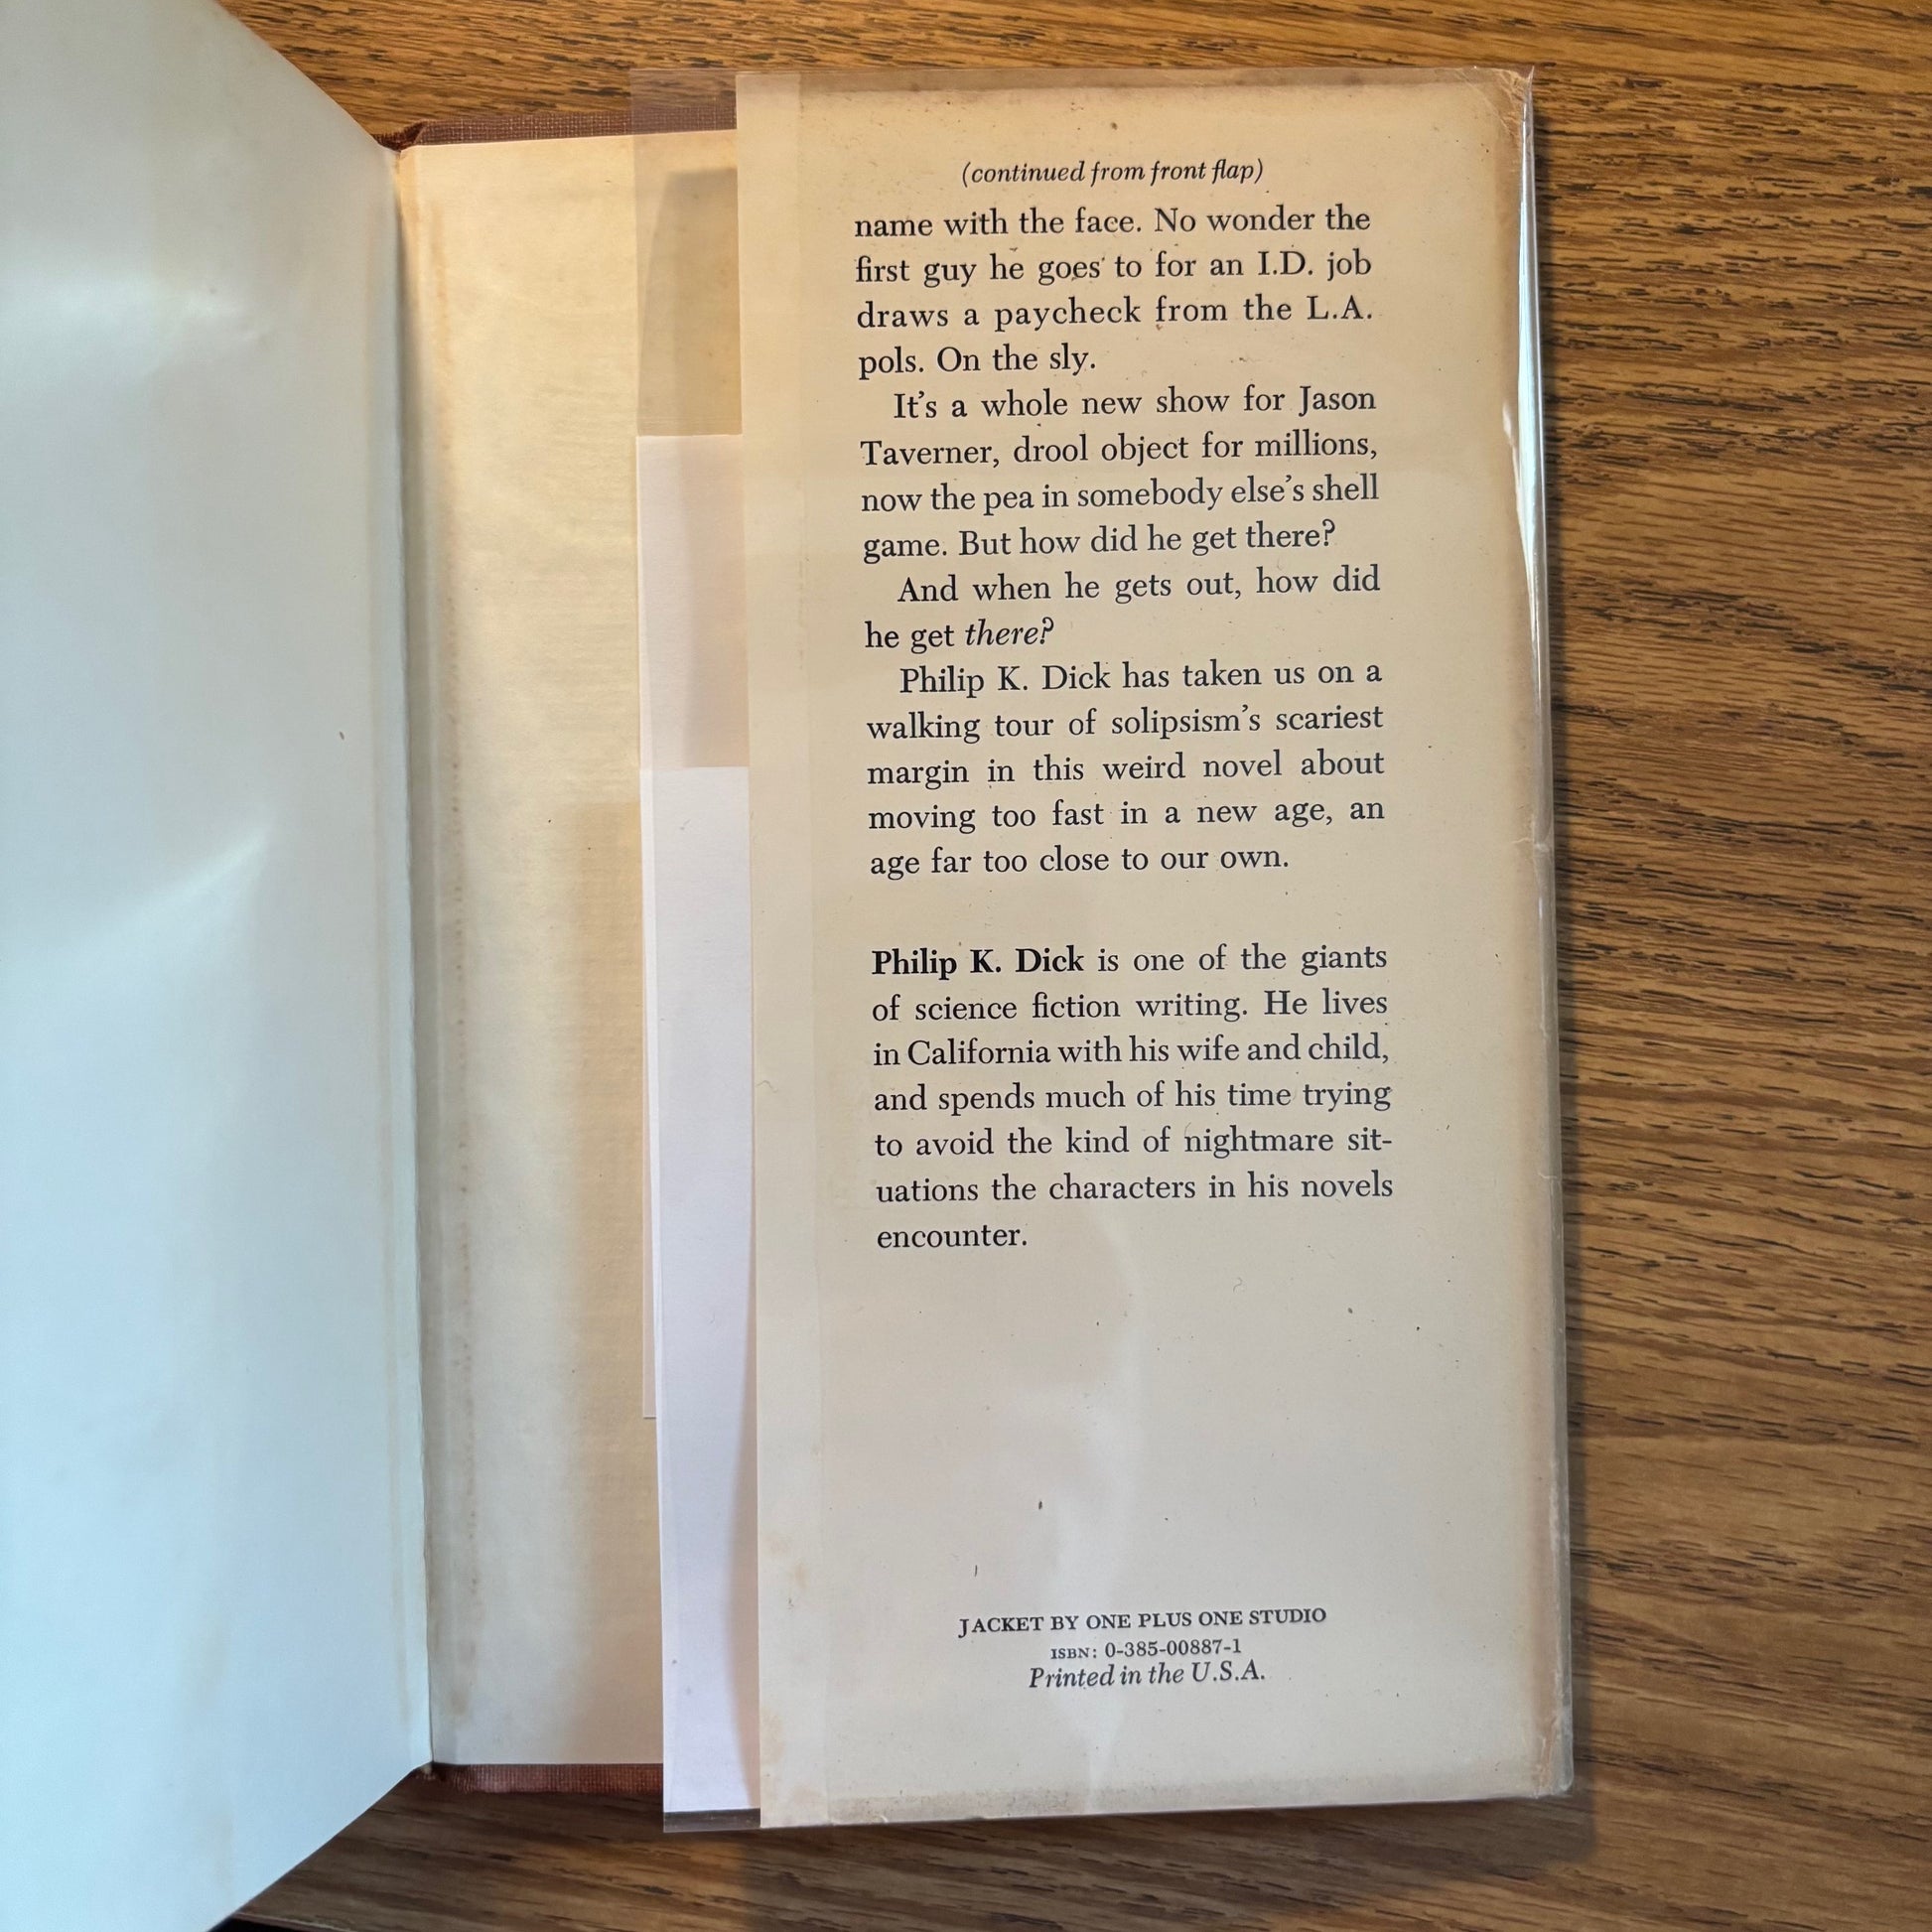 (continued from front flap)
name with the face. No wonder the
first guy he goes to for an I.D. job
draws a paycheck from the L.A.
pols. On the sly.
It's a whole new show for Jason
Taverner, drool object for millions,
now the pea in somebody else's shell
game. But how did he get there?
And when he gets out, how did
he get there?
Philip K. Dick has taken us on a
walking tour of solipsism's scariest
margin in this weird novel about
moving too fast in a new age, an
age far too close to our own.
Philip K. Dick is one of the giants
of science fiction writing. He lives
in California with his wife and child,
and spends much of his time trying
to avoid the kind of nightmare sit-
uations the characters in his novels
encounter.
JACKET BY ONE PLUS ONE STUDIO
ISBN: 0-385-00887-1
Printed in the U.S.A.